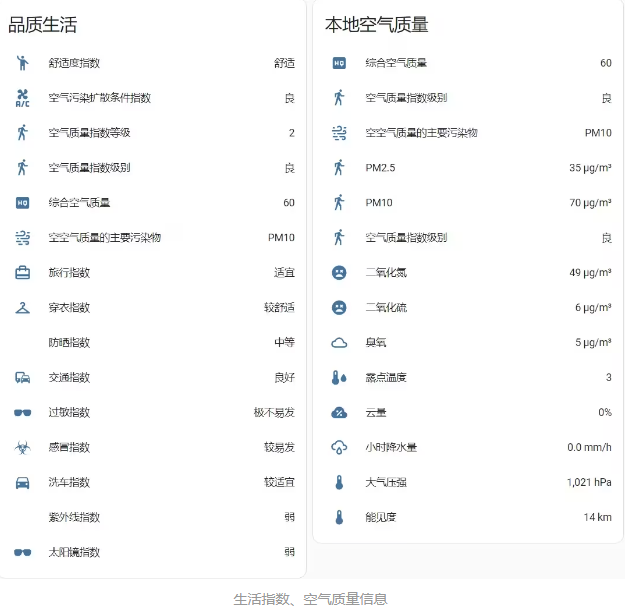 品质生活
舒适度指数 舒适
空气污染扩散条件指数 良
空气质量指数等级 2
空气质量指数级别 良
HQ 综合空气质量 60
空空气质量的主要污染物 PM10
旅行指数 适宜
穿衣指数 较舒适
防晒指数 中等
交通指数 良好
过敏指数 极不易发
感冒指数 较易发
洗车指数 较适宜
紫外线指数 弱
太阳镜指数 弱
本地空气质量
HQ 综合空气质量 60
空气质量指数级别 良
空空气质量的主要污染物 PM10
PM2.5 35 µg/m³
PM10 70 µg/m³
空气质量指数级别 良
二氧化氮 49 µg/m³
二氧化硫 6 µg/m³
臭氧 5 µg/m³
露点温度 3
云量 0%
小时降水量 0.0 mm/h
大气压强 1,021 hPa
能见度 14 km
生活指数、空气质量信息